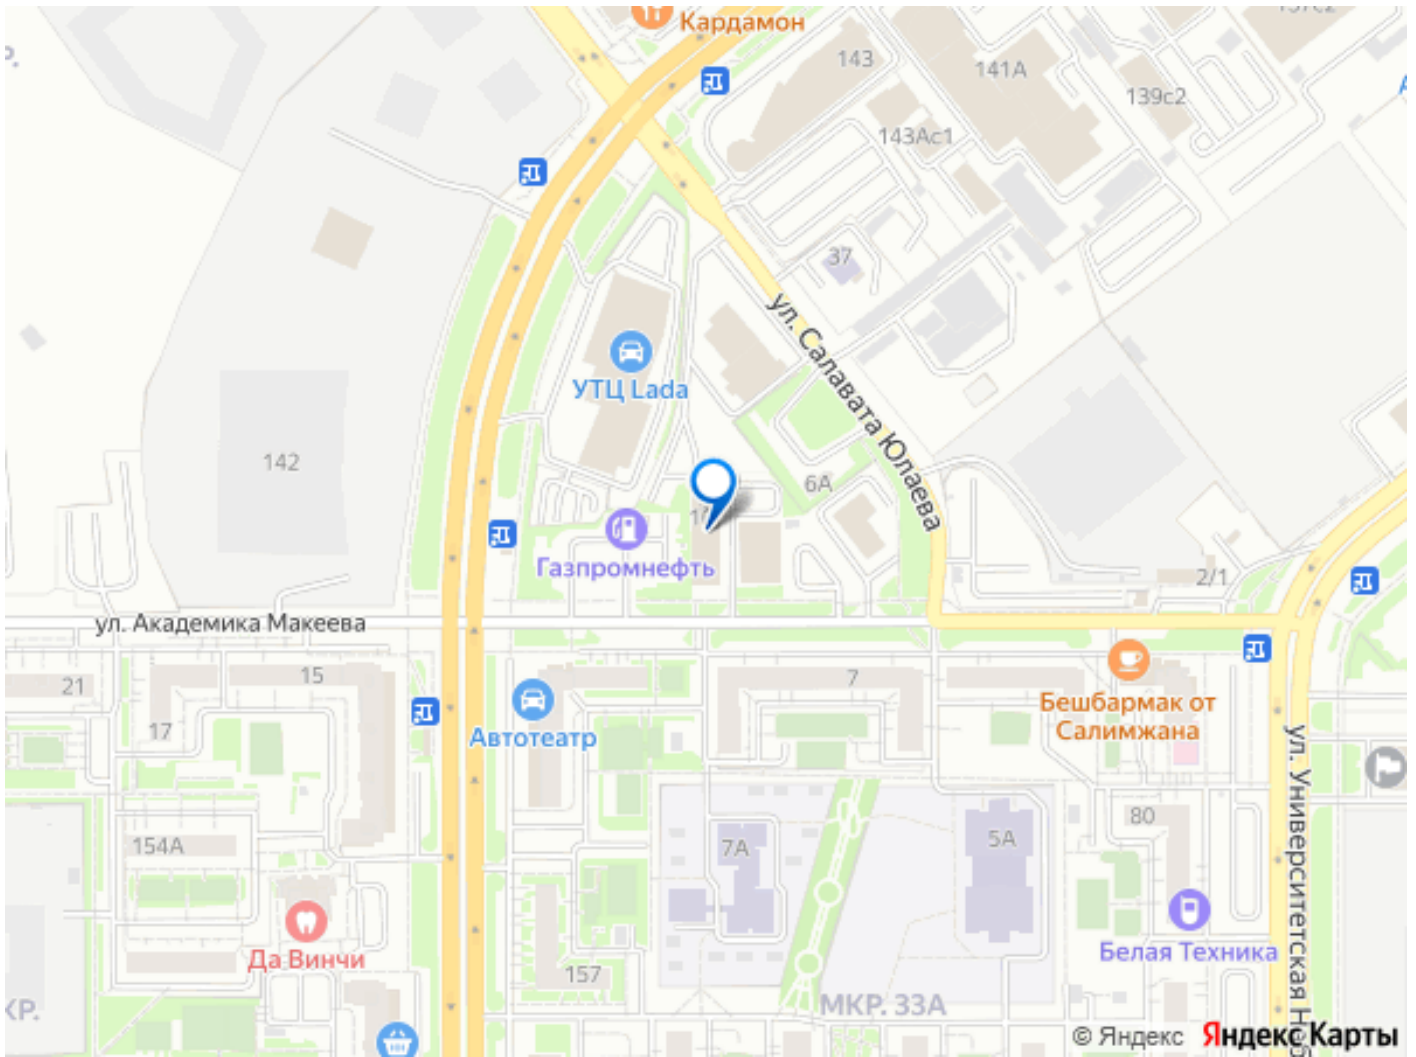 Кардамон
143
141А
139с2
143Ас1
37
УТЦ Lada
ул. Салавата Юлаева
142
6А
Газпромнефть
2/1
ул. Академика Макеева
21
15
7
17
Автотеатр
Бешбармак от
Салимжана
ул. Университетская
154А
7А
5А
80
Да Винчи
Белая Техника
157
МКР. 33А
КР.
© Яндекс Яндекс Карты